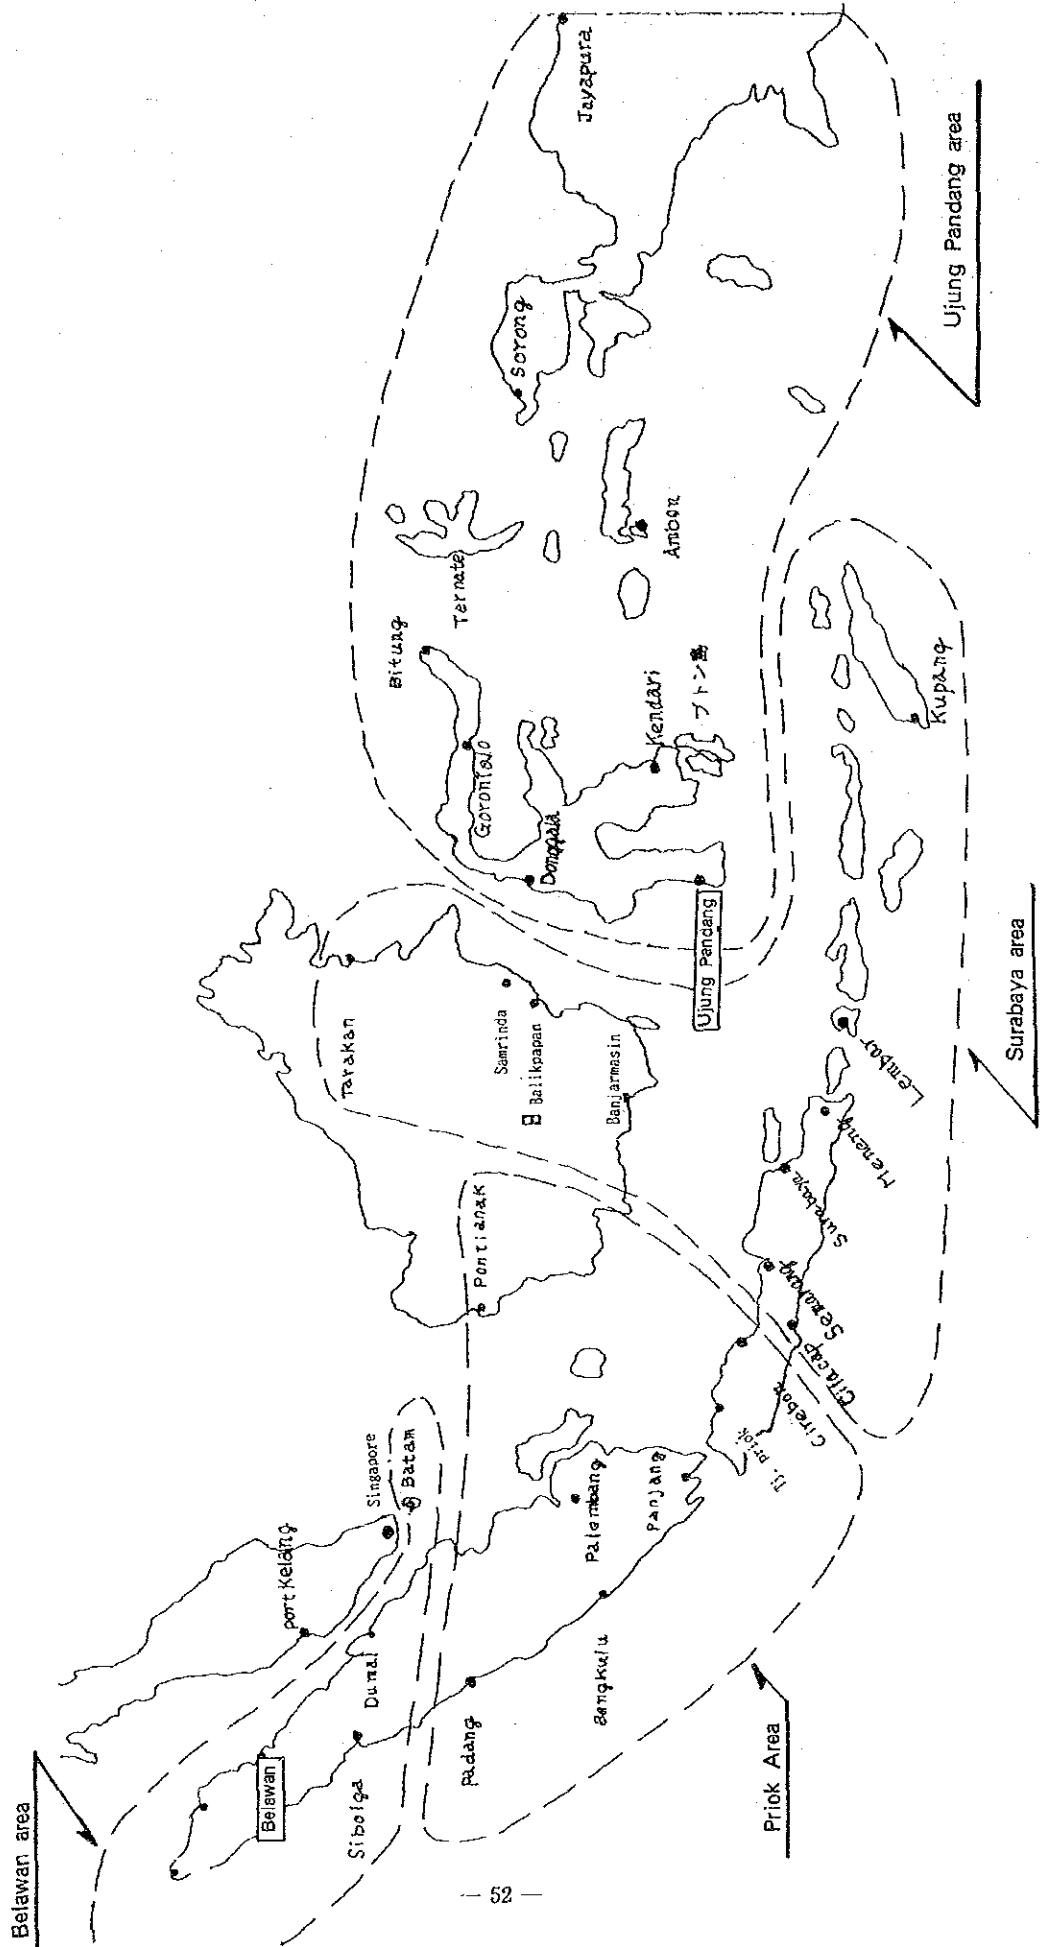 Belawan area
Port Kelang
Singapore
Batam
Belawan
Dumai
Sibolga
Padang
Bengkulu
Palembang
Panjang
Priok Area
Tj. priok
Cirebon
Cilacap
Semarang
Surabaya
Meneng
Lembar
Pontianak
Tarakan
Samrinda
Balikpapan
Banjarmasin
Surabaya area
Kupang
Ujung Pandang
Donggala
Gorontalo
Bitung
Kendari
ブトン島
Ternate
Ambon
Sorong
Jayapura
Ujung Pandang area
— 52 —